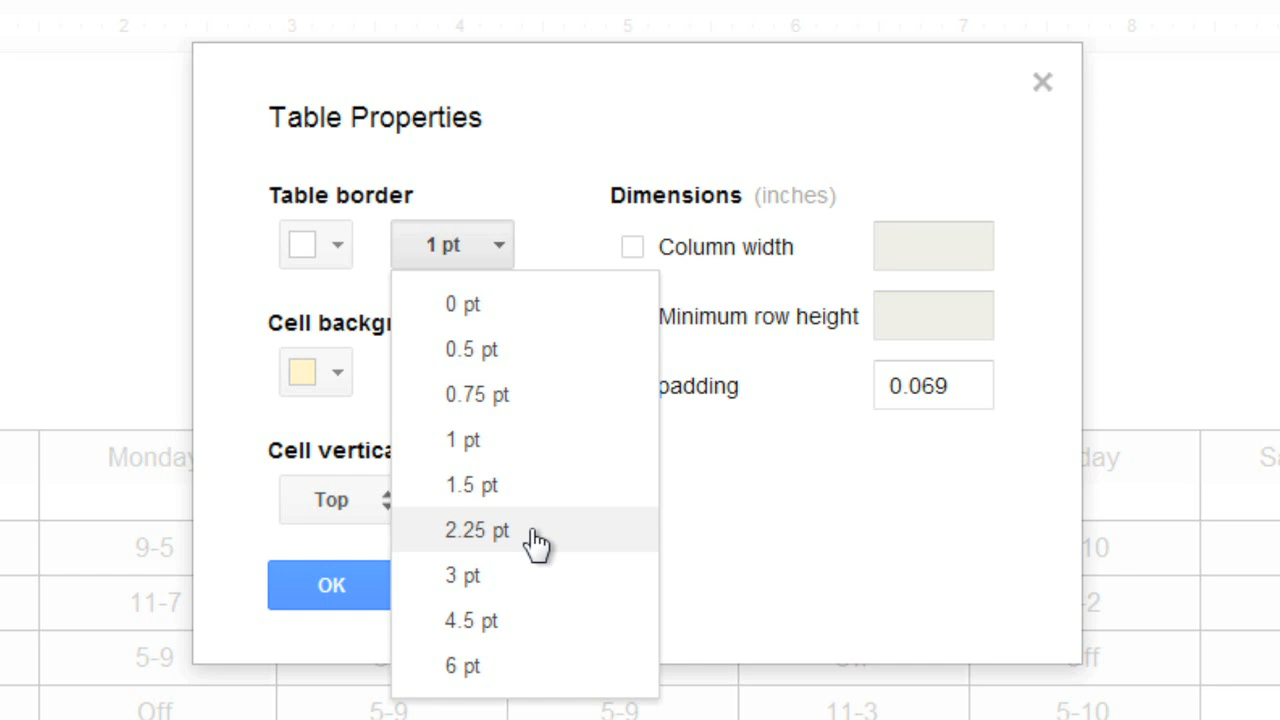 2 3 4 5 6 7 8
Table Properties
Table border
Dimensions (inches)
1 pt
Column width
0 pt
Minimum row height
Cell backgr
0.5 pt
padding
0.069
0.75 pt
1 pt
Cell vertica
Monday
day
1.5 pt
Top
2.25 pt
9-5
10
3 pt
OK
11-7
-2
4.5 pt
5-9
ff
6 pt
Off
5-9
5-9
11-3
5-10